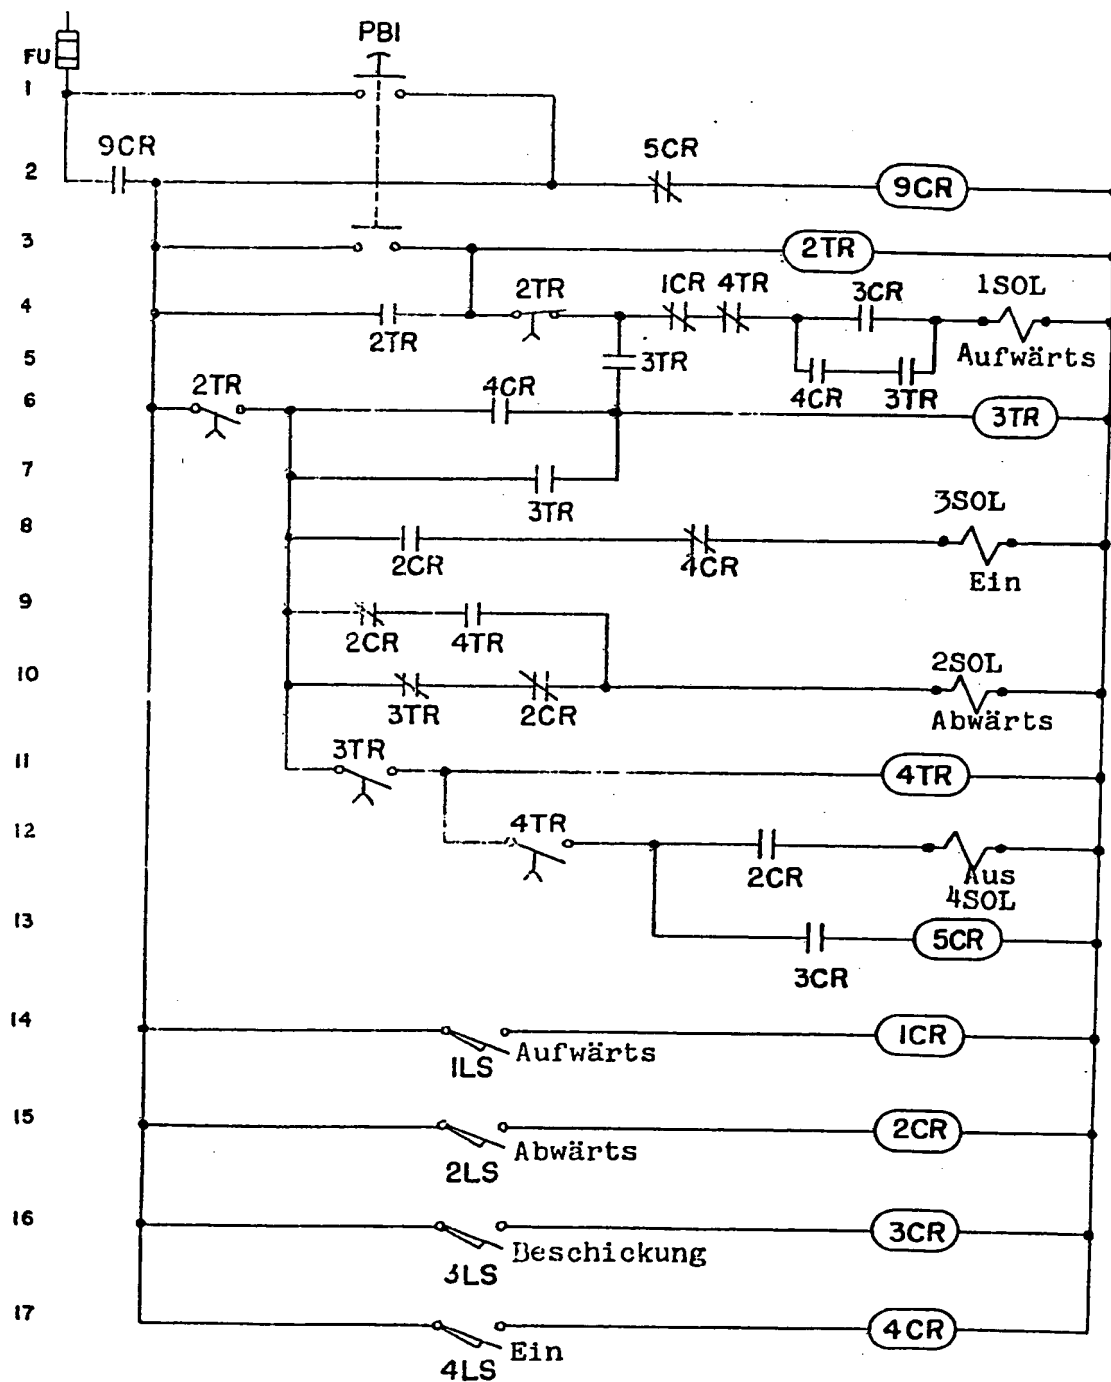 PB1
FU
1
9CR
5CR
2
9CR
3
2TR
4
2TR
1CR 4TR
3CR
1SOL
2TR
Aufwärts
5
3TR
4CR
3TR
6
2TR
4CR
3TR
7
3TR
8
3SOL
2CR
4CR
Ein
9
2CR
4TR
10
2SOL
3TR
2CR
Abwärts
11
3TR
4TR
12
4TR
2CR
Aus
4SOL
13
5CR
3CR
14
1CR
Aufwärts
1LS
15
2CR
Abwärts
2LS
16
3CR
Beschickung
3LS
17
4CR
Ein
4LS